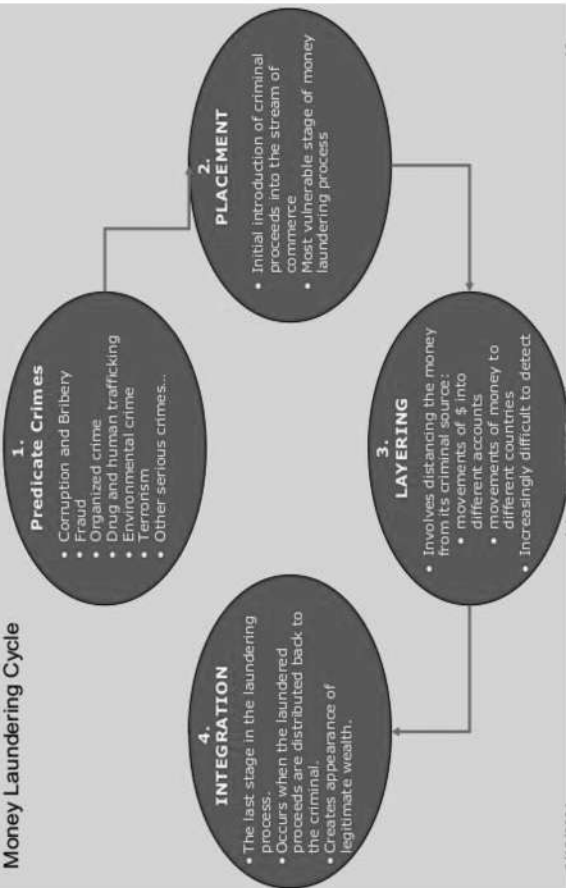 Money Laundering Cycle
1.
Predicate Crimes
• Corruption and Bribery
• Fraud
• Organized crime
• Drug and human trafficking
• Environmental crime
• Terrorism
• Other serious crimes...
2.
PLACEMENT
• Initial introduction of criminal
proceeds into the stream of
commerce
• Most vulnerable stage of money
laundering process
3.
LAYERING
• Involves distancing the money
from its criminal source:
• movements of $ into
different accounts
• movements of money to
different countries
• Increasingly difficult to detect
4.
INTEGRATION
• The last stage in the laundering
process.
• Occurs when the laundered
proceeds are distributed back to
the criminal.
• Creates appearance of
legitimate wealth.